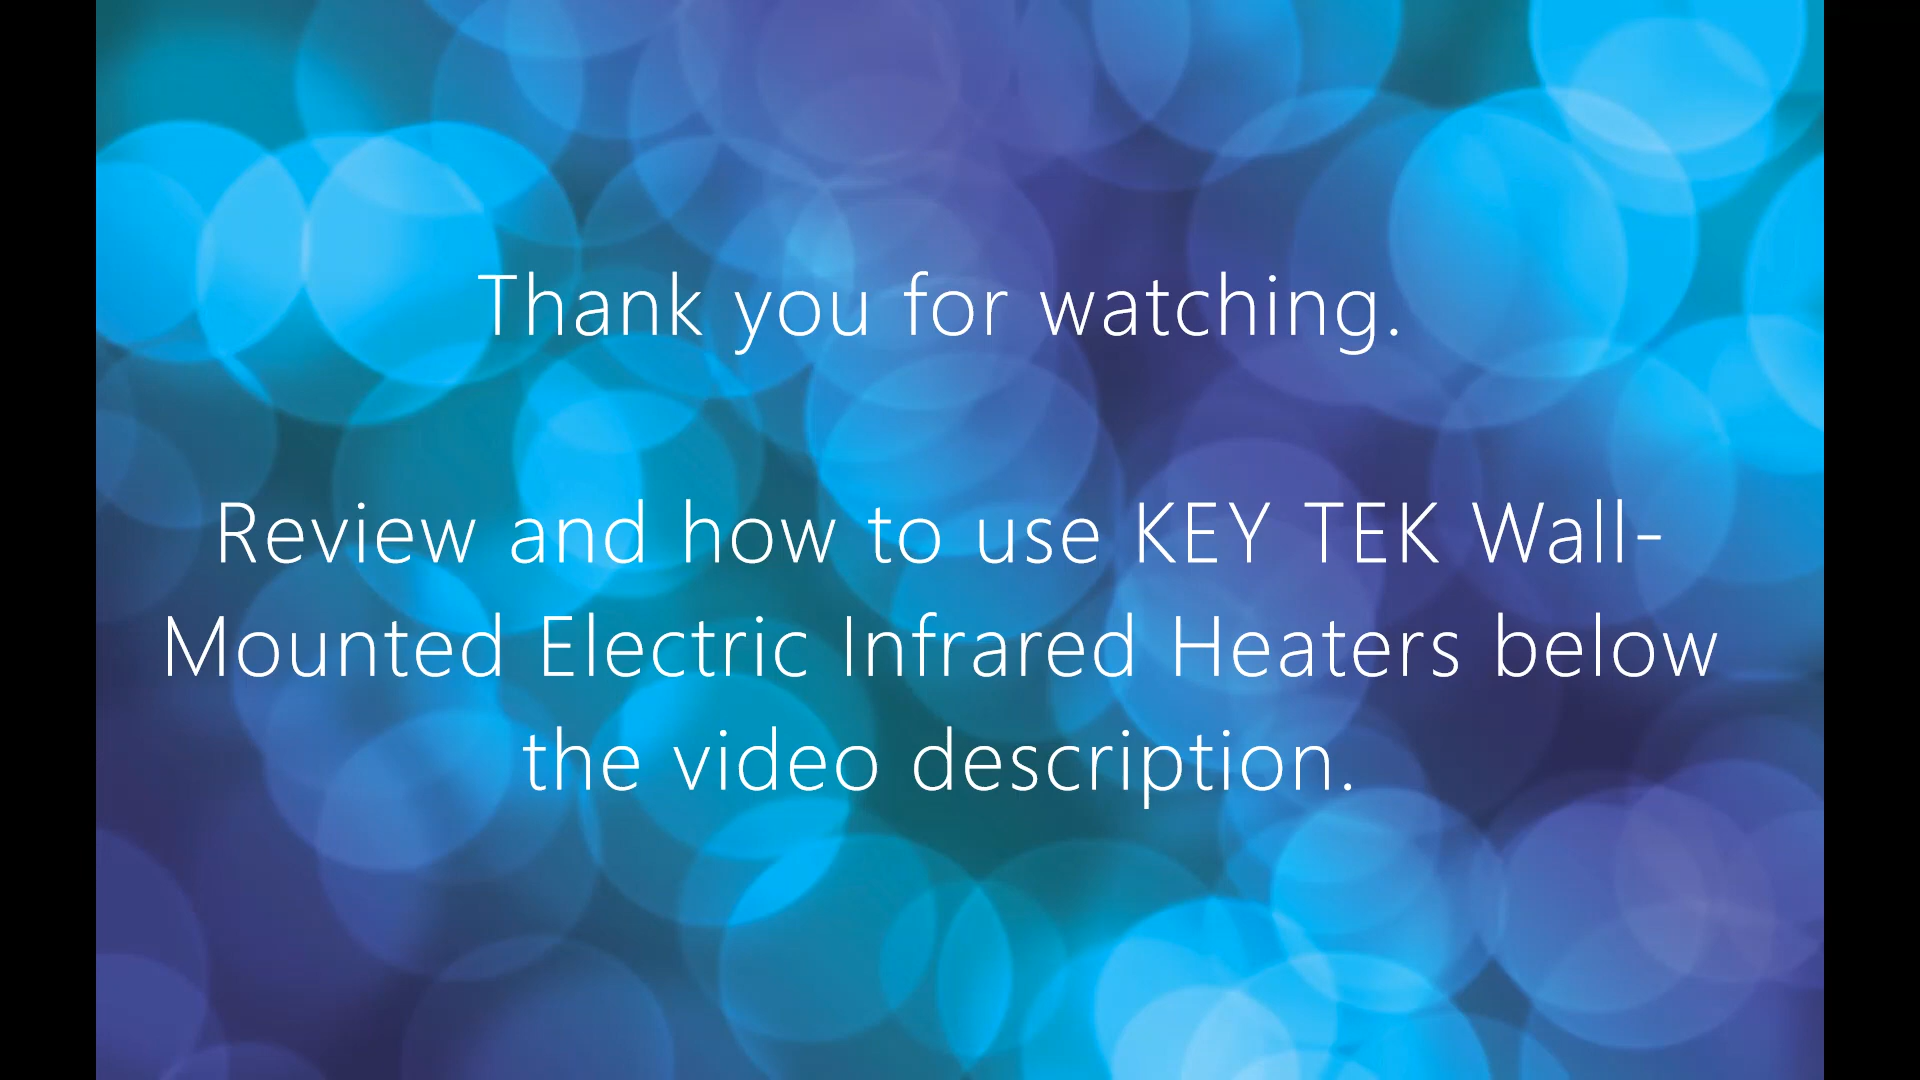 Thank you for watching.
Review and how to use KEY TEK Wall-
Mounted Electric Infrared Heaters below
the video description.